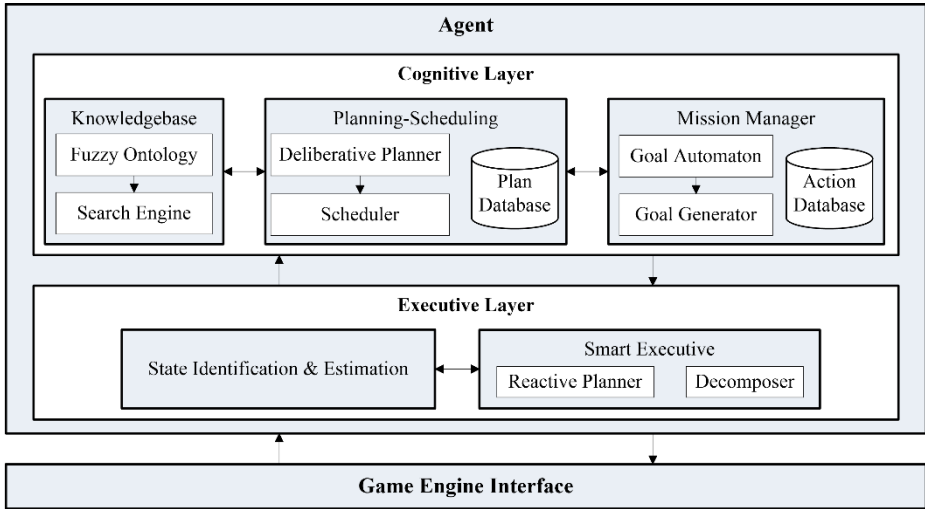 Agent
Cognitive Layer
Knowledgebase
Fuzzy Ontology
Search Engine
Planning-Scheduling
Deliberative Planner
Scheduler
Plan
Database
Mission Manager
Goal Automaton
Goal Generator
Action
Database
Executive Layer
State Identification & Estimation
Smart Executive
Reactive Planner
Decomposer
Game Engine Interface